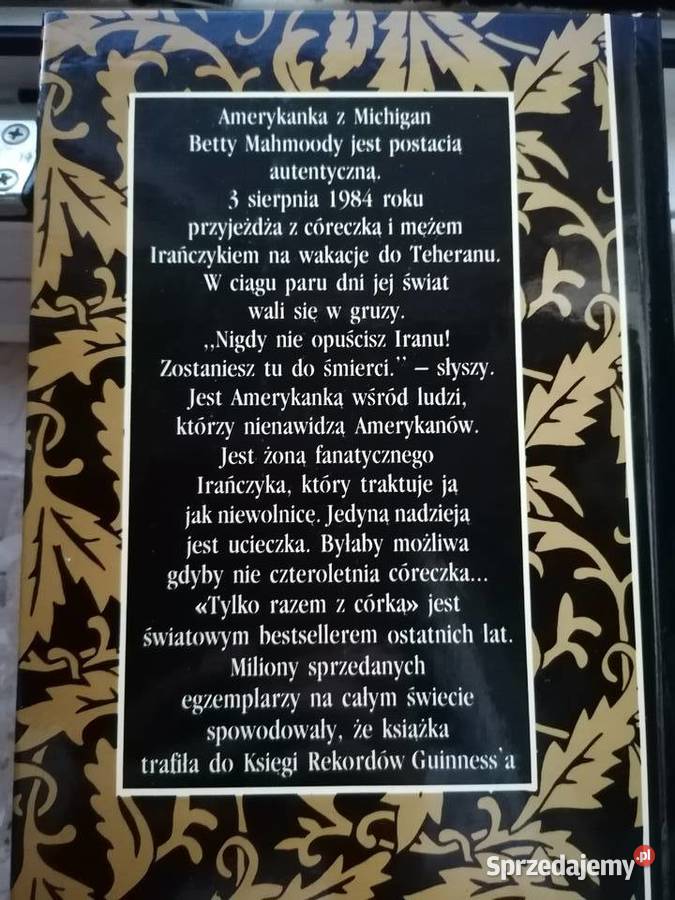 Amerykanka z Michigan
Betty Mahmoody jest postacią
autentyczną.
3 sierpnia 1984 roku
przyjeżdża z córeczką i mężem
Irańczykiem na wakacje do Teheranu.
W ciągu paru dni jej świat
wali się w gruzy.
„Nigdy nie opuścisz Iranu!
Zostaniesz tu do śmierci.” – słyszy.
Jest Amerykanką wśród ludzi,
którzy nienawidzą Amerykanów.
Jest żoną fanatycznego
Irańczyka, który traktuje ją
jak niewolnicę. Jedyną nadzieją
jest ucieczka. Byłaby możliwa
gdyby nie czteroletnia córeczka...
«Tylko razem z córką» jest
światowym bestsellerem ostatnich lat.
Miliony sprzedanych
egzemplarzy na całym świecie
spowodowały, że książka
trafiła do Księgi Rekordów Guinness'a
Sprzedajemy.pl